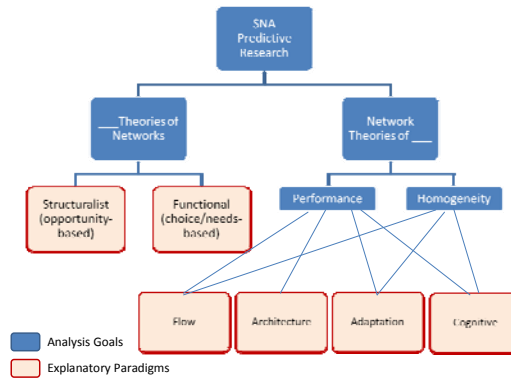 SNA
Predictive
Research
___Theories of
Networks
Network
Theories of ___
Structuralist
(opportunity-
based)
Functional
(choice/needs-
based)
Performance
Homogeneity
Flow
Architecture
Adaptation
Cognitive
Analysis Goals
Explanatory Paradigms